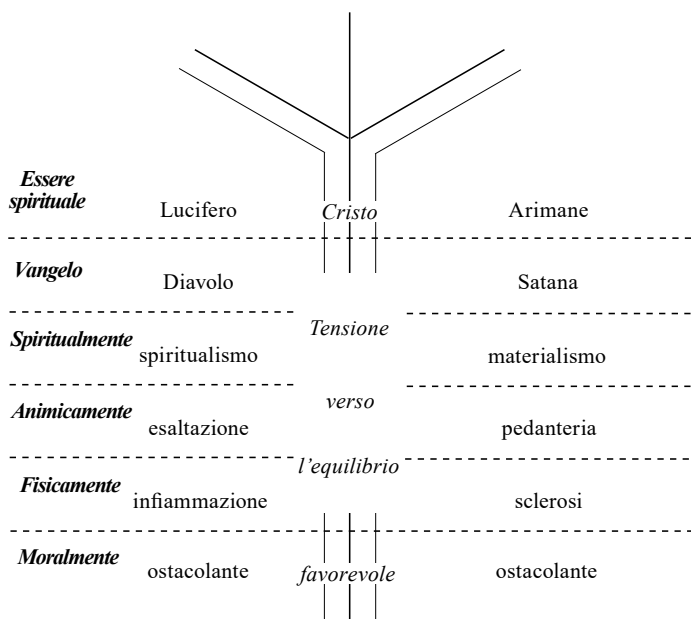 Essere
spirituale
Lucifero Cristo Arimane
Vangelo
Diavolo Satana
Tensione
Spiritualmente
spiritualismo materialismo
verso
Animicamente
esaltazione pedanteria
l'equilibrio
Fisicamente
infiammazione sclerosi
Moralmente
ostacolante favorevole ostacolante